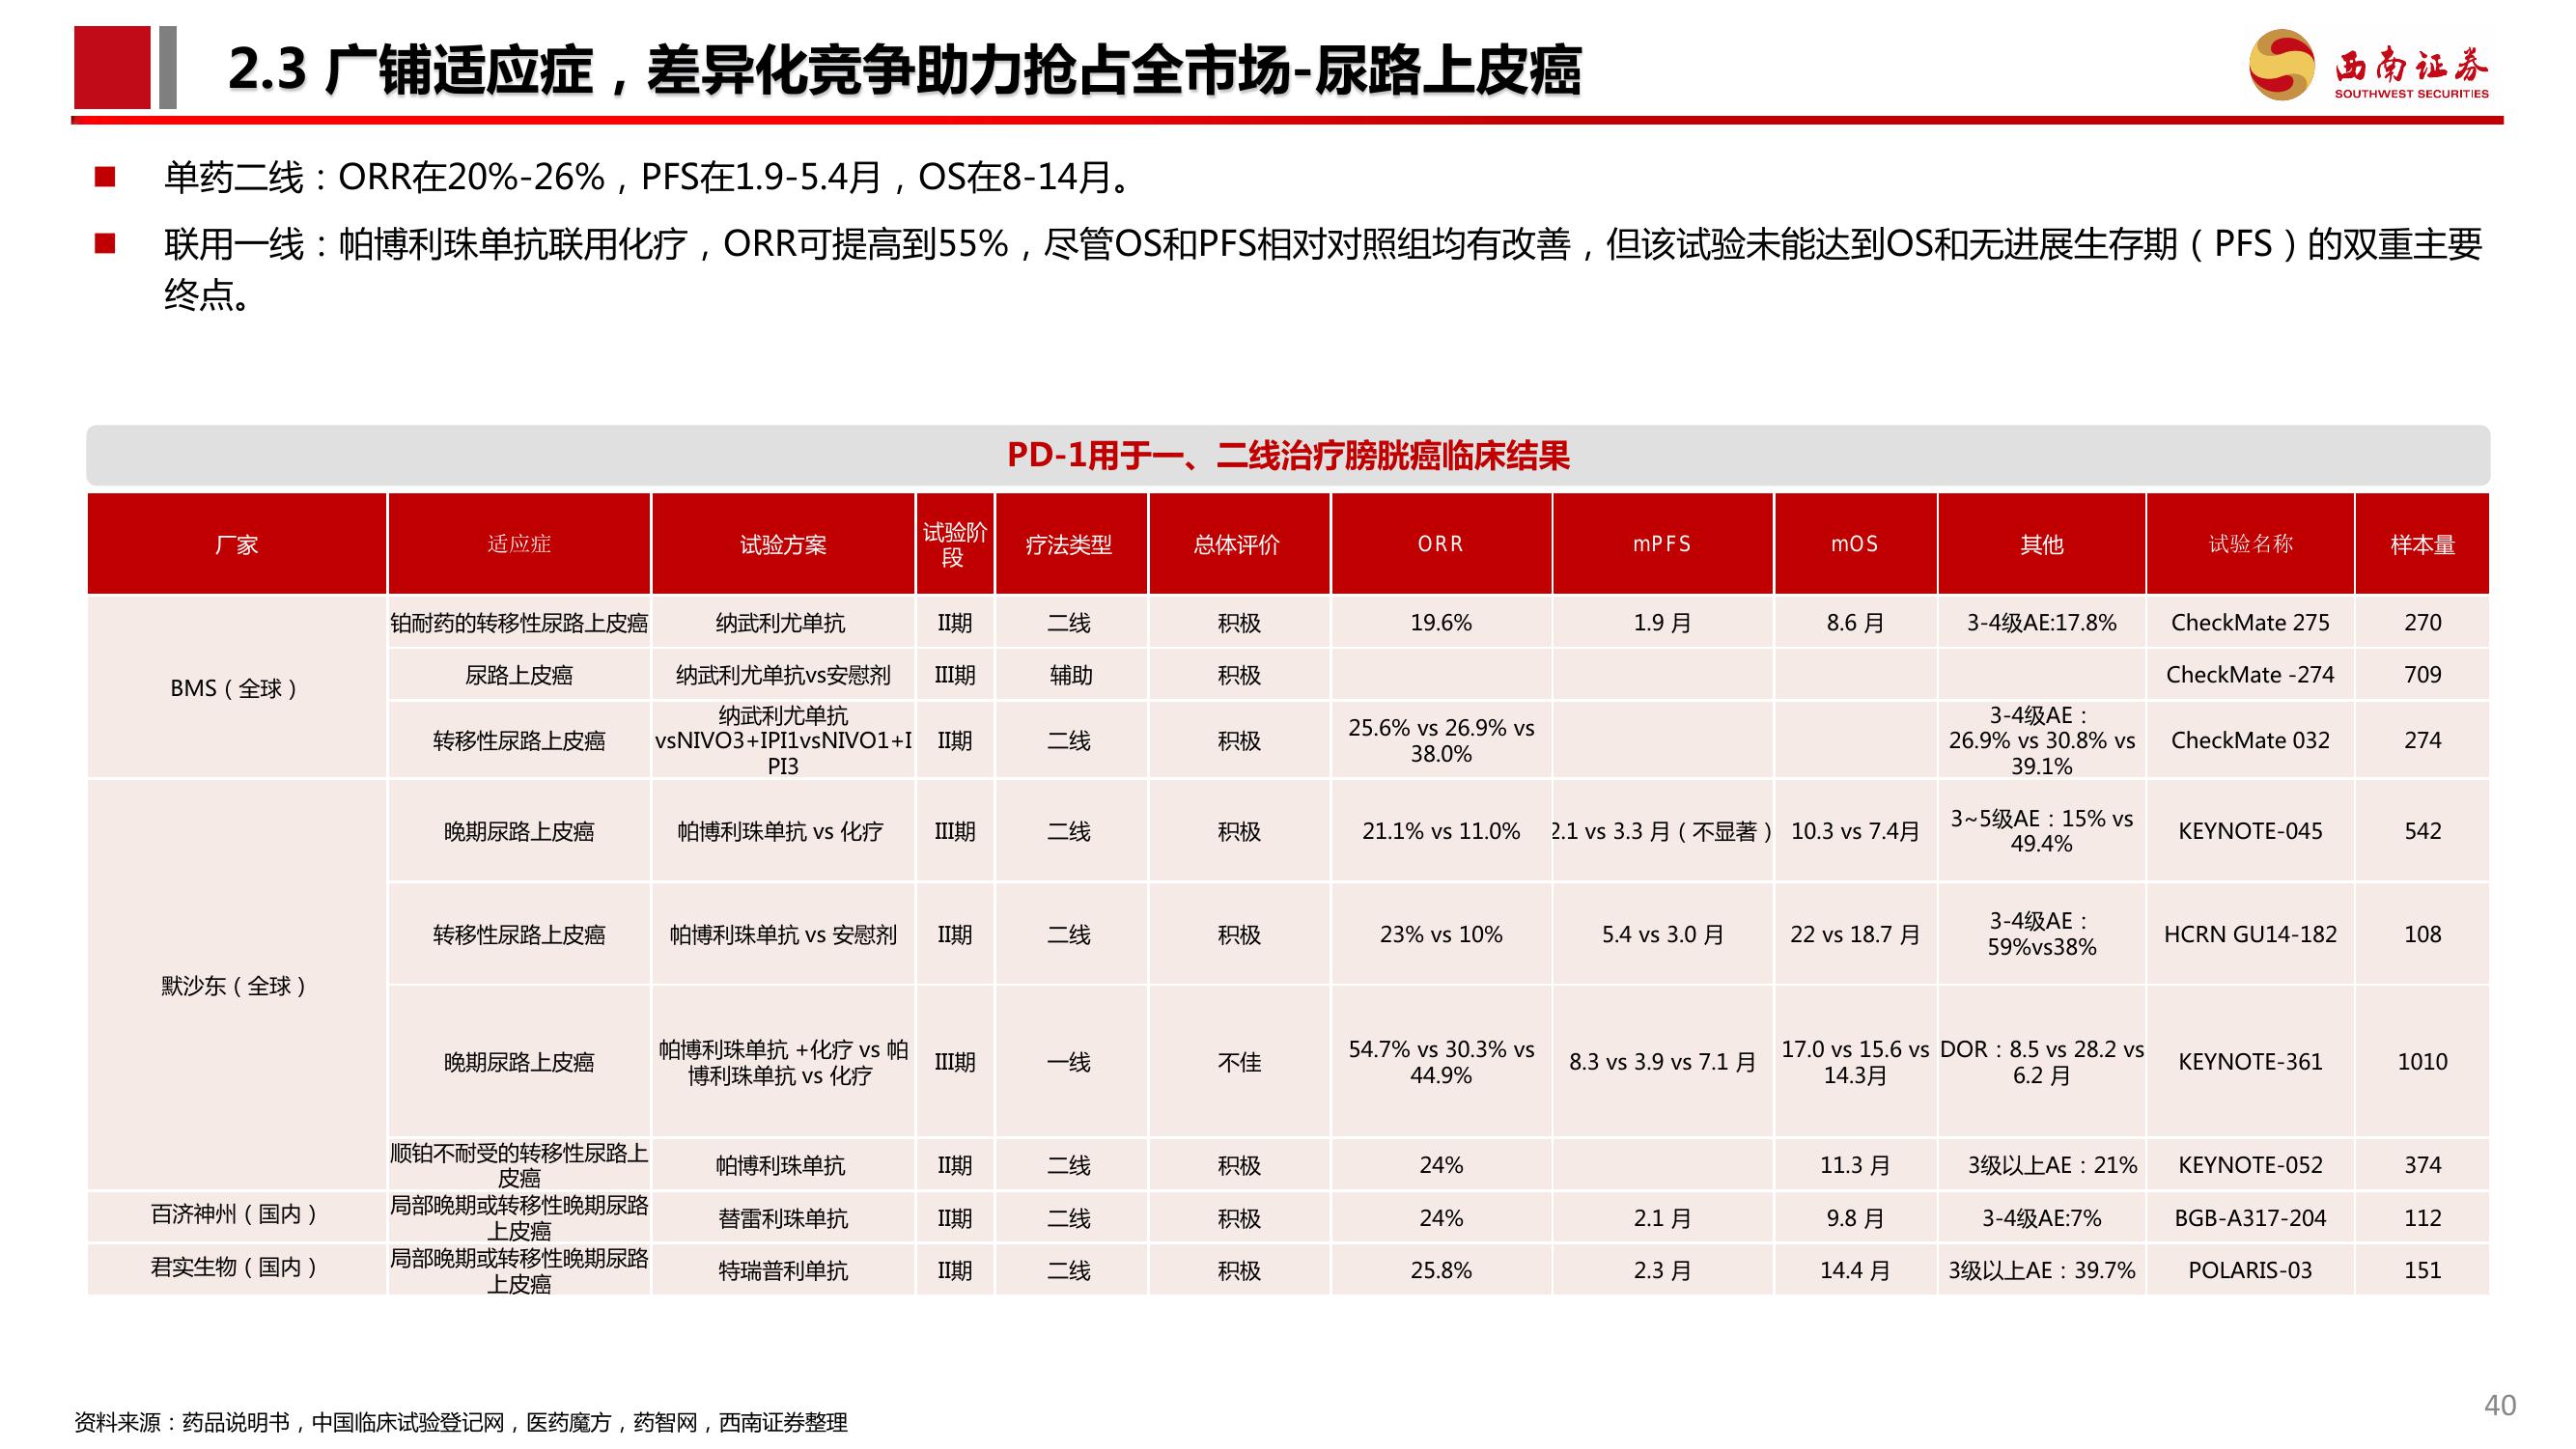 2.3 广铺适应症，差异化竞争助力抢占全市场-尿路上皮癌
西南证券
SOUTHWEST SECURITIES
单药二线：ORR在20%-26%，PFS在1.9-5.4月，OS在8-14月。
联用一线：帕博利珠单抗联用化疗，ORR可提高到55%，尽管OS和PFS相对对照组均有改善，但该试验未能达到OS和无进展生存期（PFS）的双重主要
终点。
PD-1用于一、二线治疗膀胱癌临床结果
厂家 适应症 试验方案 试验阶段 疗法类型 总体评价 ORR mPFS mOS 其他 试验名称 样本量
BMS（全球）
铂耐药的转移性尿路上皮癌 纳武利尤单抗 II期 二线 积极 19.6% 1.9 月 8.6 月 3-4级AE:17.8% CheckMate 275 270
尿路上皮癌 纳武利尤单抗vs安慰剂 III期 辅助 积极 CheckMate -274 709
转移性尿路上皮癌 纳武利尤单抗vsNIVO3+IPI1vsNIVO1+IPI3 II期 二线 积极 25.6% vs 26.9% vs 38.0% 3-4级AE：26.9% vs 30.8% vs 39.1% CheckMate 032 274
默沙东（全球）
晚期尿路上皮癌 帕博利珠单抗 vs 化疗 III期 二线 积极 21.1% vs 11.0% 2.1 vs 3.3 月（不显著） 10.3 vs 7.4月 3~5级AE：15% vs 49.4% KEYNOTE-045 542
转移性尿路上皮癌 帕博利珠单抗 vs 安慰剂 II期 二线 积极 23% vs 10% 5.4 vs 3.0 月 22 vs 18.7 月 3-4级AE：59%vs38% HCRN GU14-182 108
晚期尿路上皮癌 帕博利珠单抗 +化疗 vs 帕博利珠单抗 vs 化疗 III期 一线 不佳 54.7% vs 30.3% vs 44.9% 8.3 vs 3.9 vs 7.1 月 17.0 vs 15.6 vs 14.3月 DOR：8.5 vs 28.2 vs 6.2 月 KEYNOTE-361 1010
顺铂不耐受的转移性尿路上皮癌 帕博利珠单抗 II期 二线 积极 24% 11.3 月 3级以上AE：21% KEYNOTE-052 374
百济神州（国内） 局部晚期或转移性晚期尿路上皮癌 替雷利珠单抗 II期 二线 积极 24% 2.1 月 9.8 月 3-4级AE:7% BGB-A317-204 112
君实生物（国内） 局部晚期或转移性晚期尿路上皮癌 特瑞普利单抗 II期 二线 积极 25.8% 2.3 月 14.4 月 3级以上AE：39.7% POLARIS-03 151
资料来源：药品说明书，中国临床试验登记网，医药魔方，药智网，西南证券整理
40